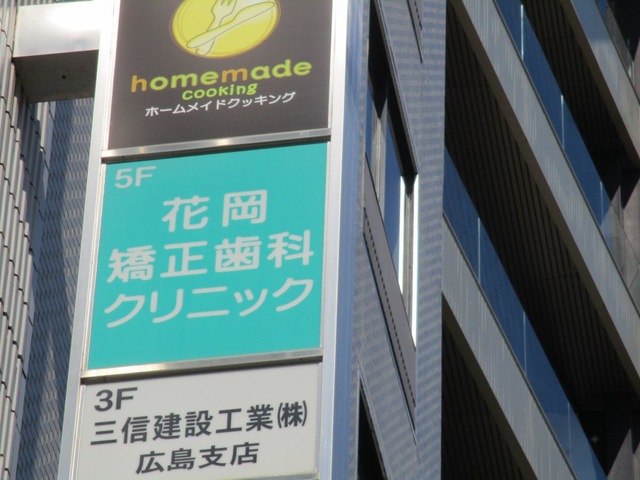 homemade
cooking
ホームメイドクッキング
5F
花岡
矯正歯科
クリニック
3F
三信建設工業㈱
広島支店